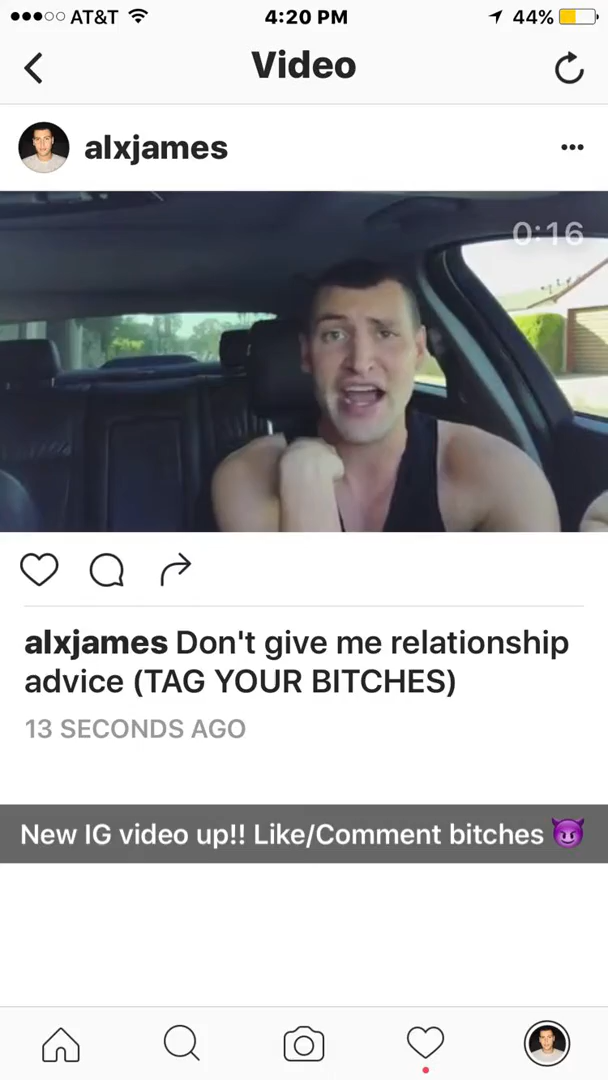 ●●●○○ AT&T 4:20 PM 44%
Video
alxjames
0:16
alxjames Don't give me relationship
advice (TAG YOUR BITCHES)
13 SECONDS AGO
New IG video up!! Like/Comment bitches 😈